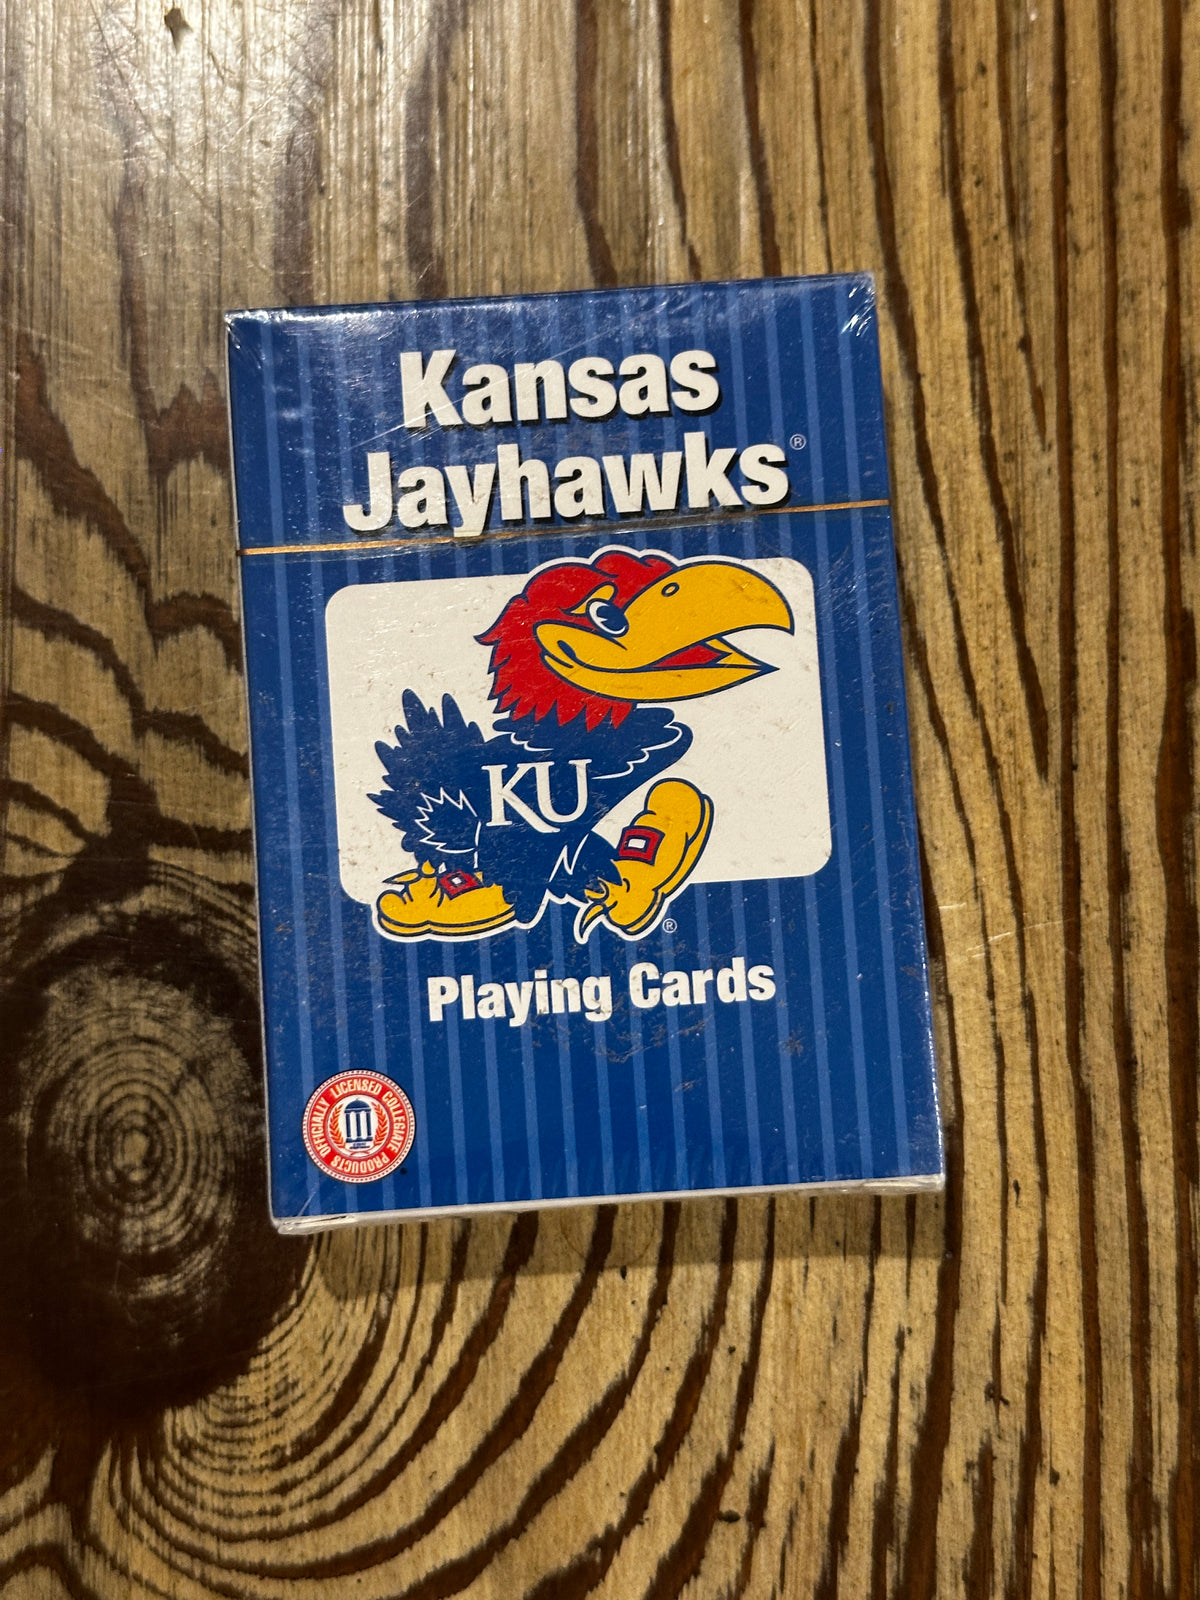 Kansas
Jayhawks®
KU
®
Playing Cards
OFFICIALLY LICENSED COLLEGIATE PRODUCTS